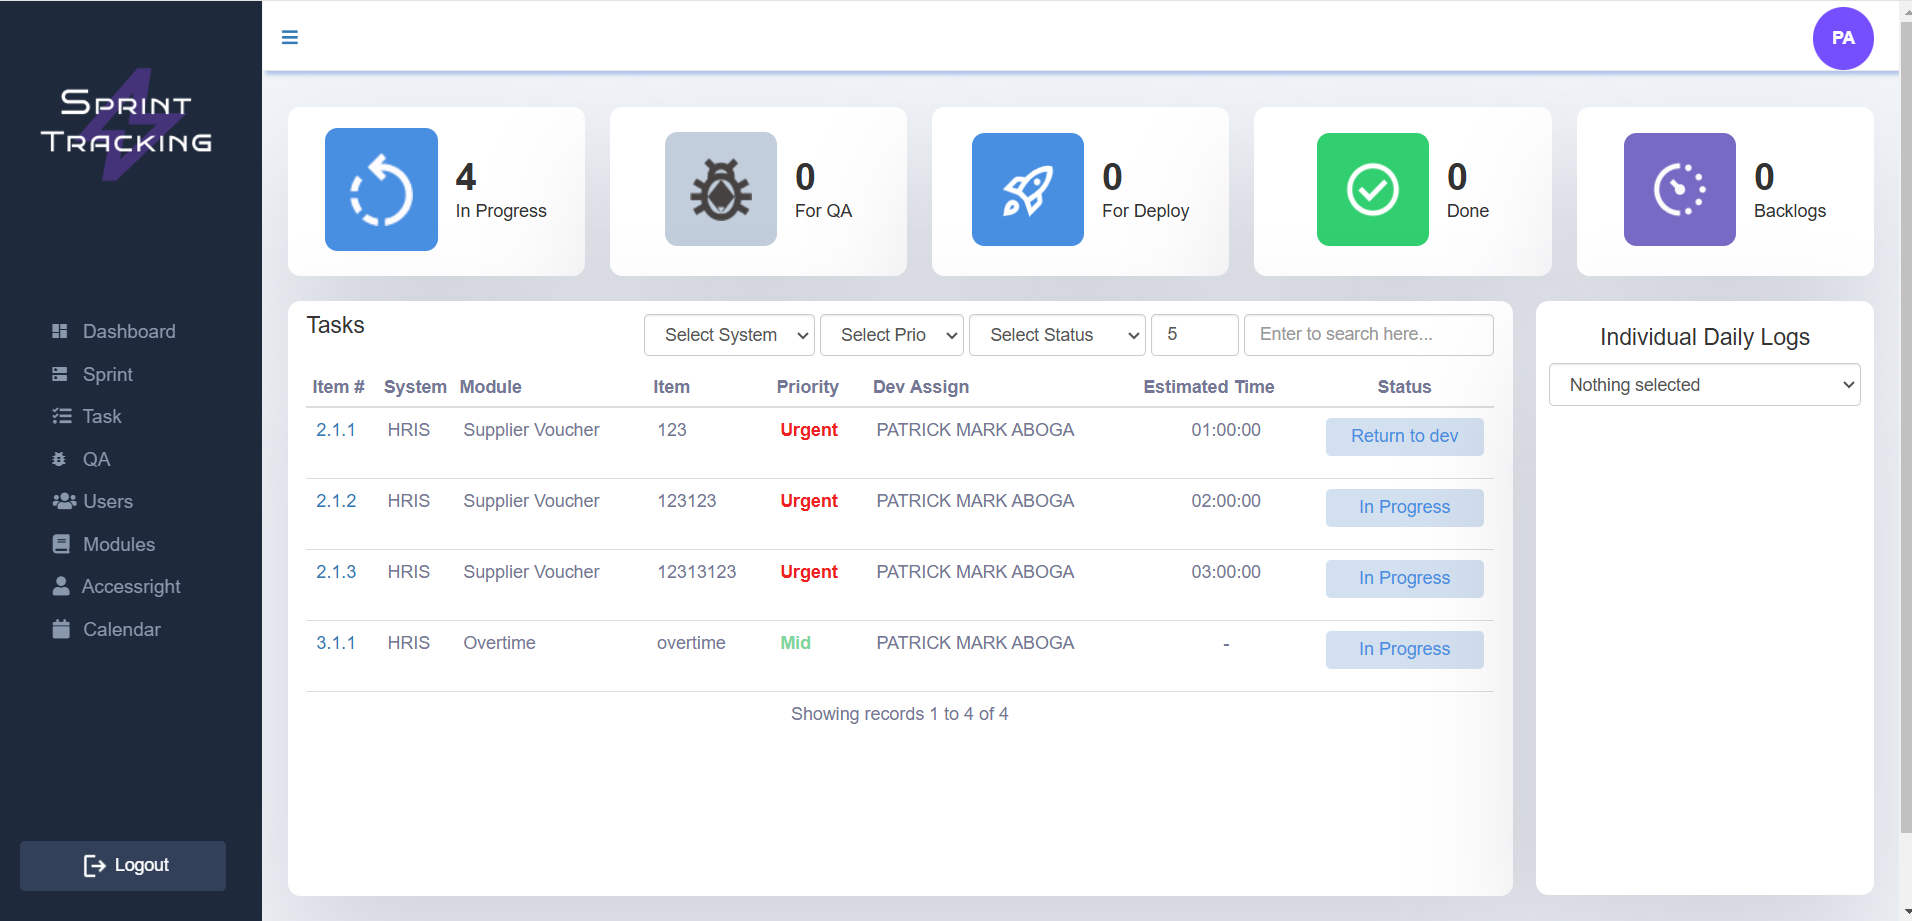 SPRINT
TRACKING
Dashboard
Sprint
Task
QA
Users
Modules
Accessright
Calendar
Logout
PA
4
In Progress
0
For QA
0
For Deploy
0
Done
0
Backlogs
Tasks
Select System
Select Prio
Select Status
5
Enter to search here...
Item # System Module Item Priority Dev Assign Estimated Time Status
2.1.1 HRIS Supplier Voucher 123 Urgent PATRICK MARK ABOGA 01:00:00 Return to dev
2.1.2 HRIS Supplier Voucher 123123 Urgent PATRICK MARK ABOGA 02:00:00 In Progress
2.1.3 HRIS Supplier Voucher 12313123 Urgent PATRICK MARK ABOGA 03:00:00 In Progress
3.1.1 HRIS Overtime overtime Mid PATRICK MARK ABOGA - In Progress
Showing records 1 to 4 of 4
Individual Daily Logs
Nothing selected